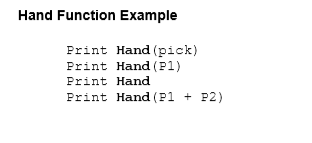 Hand Function Example
Print Hand(pick)
Print Hand(P1)
Print Hand
Print Hand(P1 + P2)